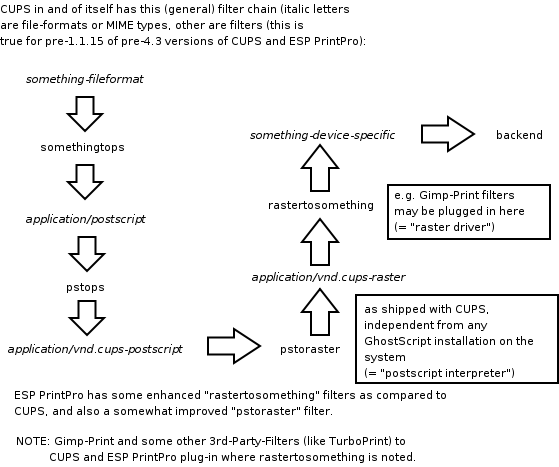 CUPS in and of itself has this (general) filter chain (italic letters
are file-formats or MIME types, other are filters (this is
true for pre-1.1.15 of pre-4.3 versions of CUPS and ESP PrintPro):
something-fileformat
somethingtops
application/postscript
pstops
application/vnd.cups-postscript
pstoraster
as shipped with CUPS,
independent from any
GhostScript installation on the
system
(= "postscript interpreter")
application/vnd.cups-raster
rastertosomething
e.g. Gimp-Print filters
may be plugged in here
(= "raster driver")
something-device-specific
backend
ESP PrintPro has some enhanced "rastertosomething" filters as compared to
CUPS, and also a somewhat improved "pstoraster" filter.
NOTE: Gimp-Print and some other 3rd-Party-Filters (like TurboPrint) to
CUPS and ESP PrintPro plug-in where rastertosomething is noted.